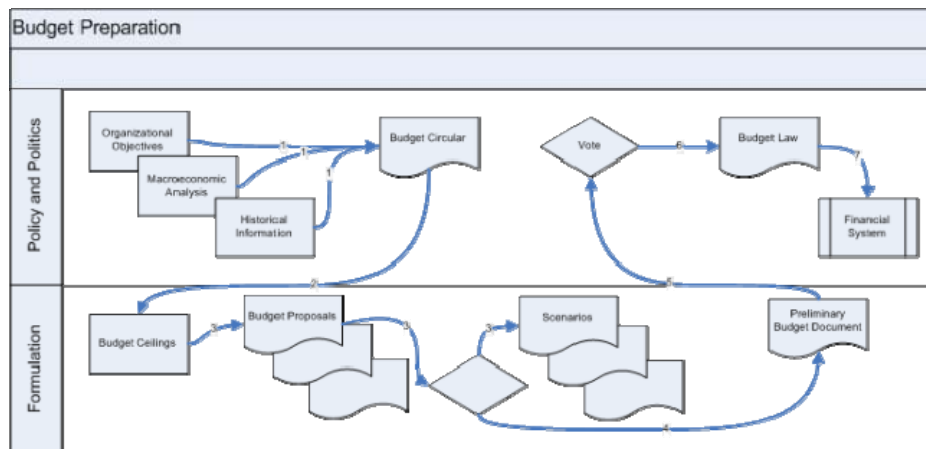 Budget Preparation
Policy and Politics
Organizational
Objectives
Macroeconomic
Analysis
Historical
Information
1
1
1
Budget Circular
Vote
6
Budget Law
7
Financial
System
2
5
Formulation
Budget Ceilings
3
Budget Proposals
3
3
Scenarios
Preliminary
Budget Document
4